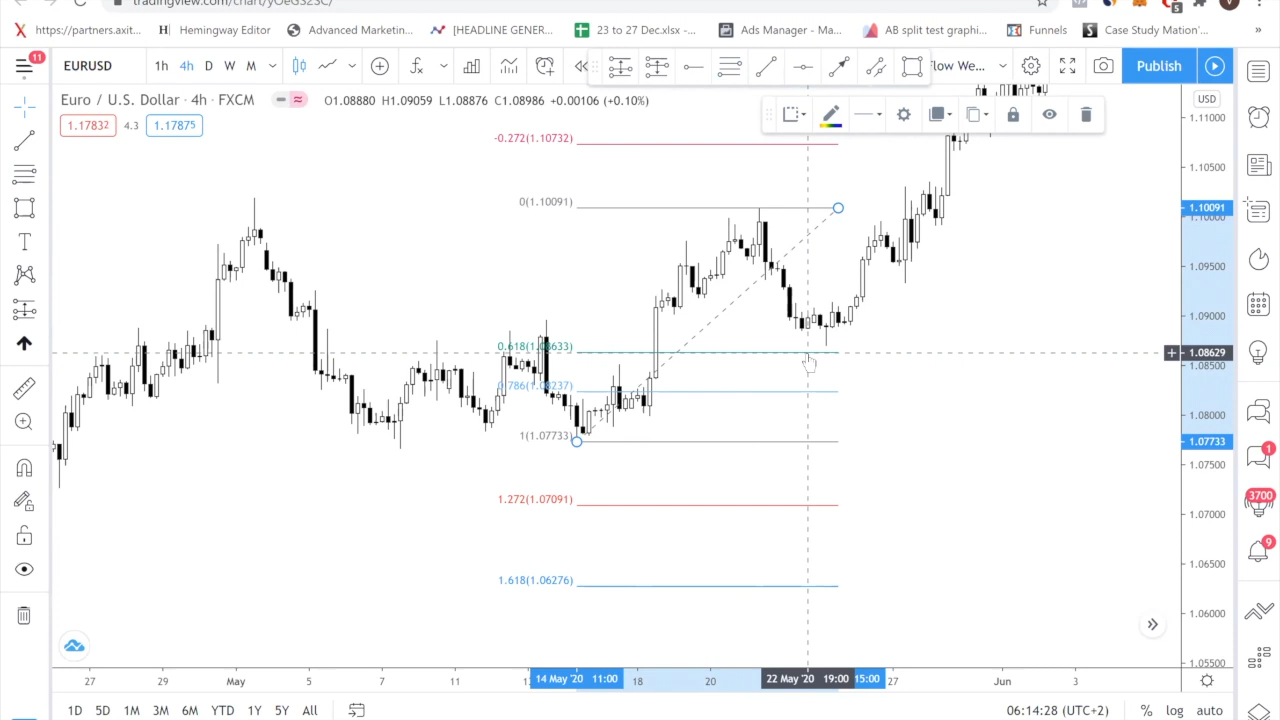 tradingview.com/chart/yOeG3Z3C/
5
V
https://partners.axit...
Hemingway Editor
Advanced Marketin...
[HEADLINE GENER...
23 to 27 Dec.xlsx -...
Ads Manager - Ma...
AB split test graphi...
Funnels
Case Study Mation'...
»
11
EURUSD
1h 4h D W M
Flow We...
Publish
Euro / U.S. Dollar · 4h · FXCM
O1.08880 H1.09059 L1.08876 C1.08986 +0.00106 (+0.10%)
USD
1.17832 4.3 1.17875
1.11000
-0.272(1.10732)
1.10500
0(1.10091)
1.10091
1.10000
1.09500
1.09000
0.618(1.08633)
1.08629
1.08500
0.786(1.08237)
1.08000
1(1.07733)
1.07733
1.07500
1
1.272(1.07091)
3700
1.07000
9
1.06500
1.618(1.06276)
1.06000
1.05500
27 29 May 5 7 11 14 May '20 11:00 18 20 22 May '20 19:00 15:00 27 Jun 3
1D 5D 1M 3M 6M YTD 1Y 5Y All
06:14:28 (UTC+2) % log auto